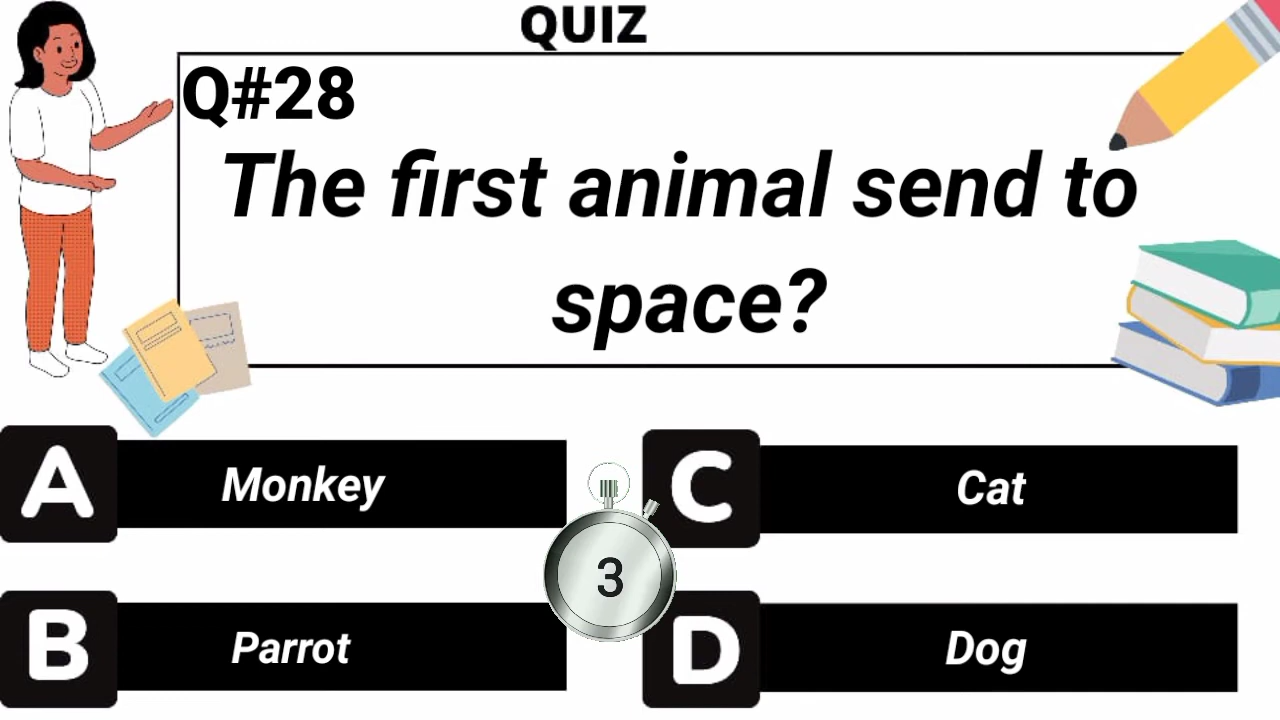 QUIZ
Q#28
The first animal send to
space?
A Monkey
C Cat
3
B Parrot
D Dog